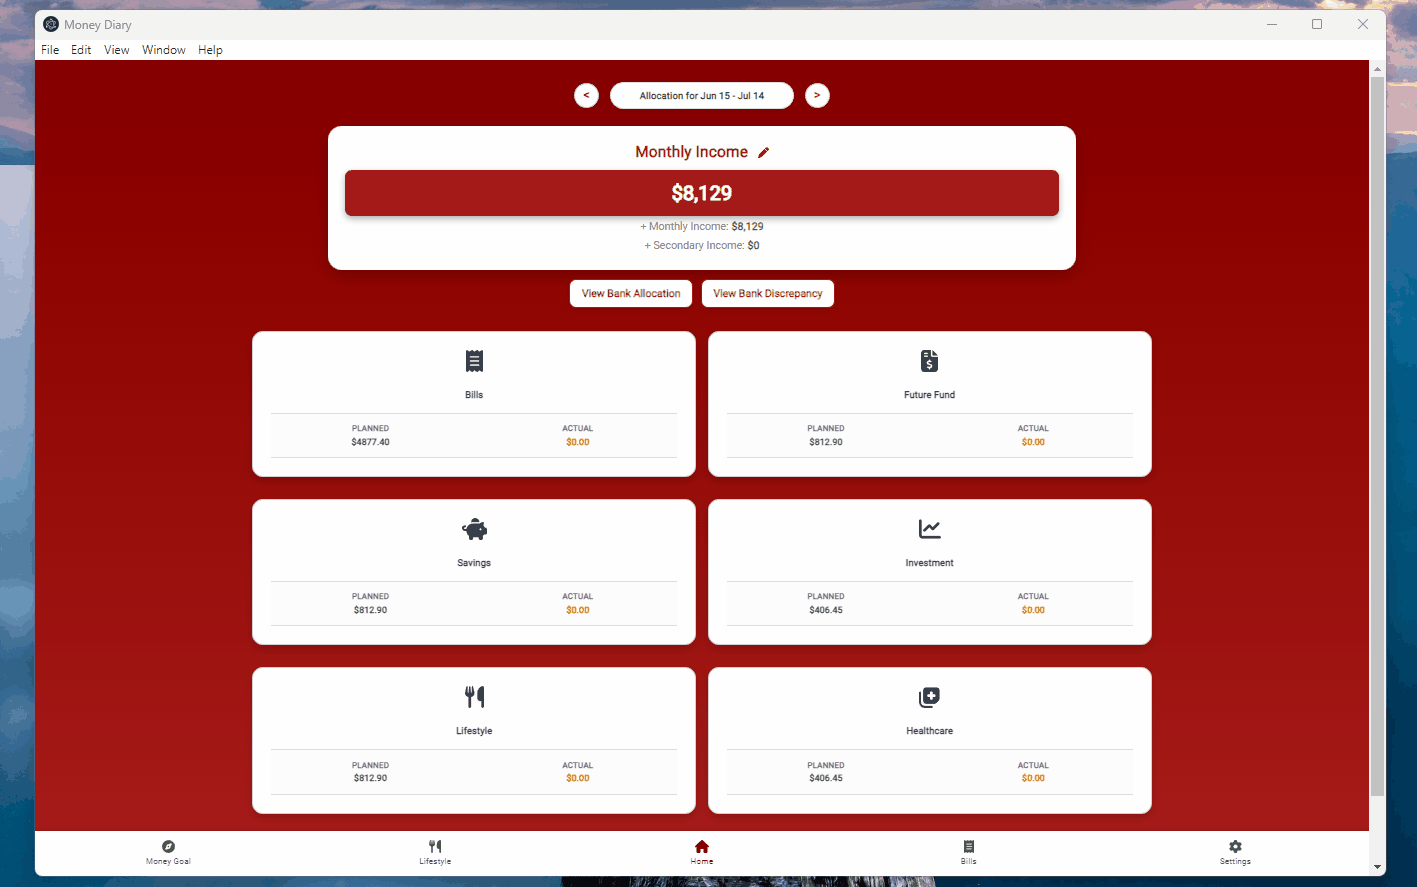 Money Diary
File Edit View Window Help
< Allocation for Jun 15 - Jul 14 >
Monthly Income
$8,129
+ Monthly Income: $8,129
+ Secondary Income: $0
View Bank Allocation View Bank Discrepancy
Bills
PLANNED ACTUAL
$4877.40 $0.00
Future Fund
PLANNED ACTUAL
$812.90 $0.00
Savings
PLANNED ACTUAL
$812.90 $0.00
Investment
PLANNED ACTUAL
$406.45 $0.00
Lifestyle
PLANNED ACTUAL
$812.90 $0.00
Healthcare
PLANNED ACTUAL
$406.45 $0.00
Money Goal Lifestyle Home Bills Settings